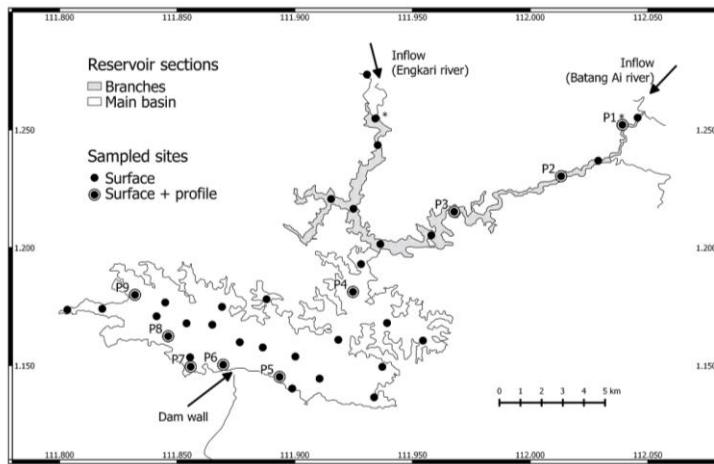 111.800 111.850 111.900 111.950 112.000 112.050
Inflow
(Engkari river)
Inflow
(Batang Ai river)
Reservoir sections
Branches
Main basin
Sampled sites
Surface
Surface + profile
1.250
1.250
1.200
1.200
1.150
1.150
*
P1*
P2
P3
P4
P9
P8
P7
P6
P5
Dam wall
0 1 2 3 4 5 km
111.800 111.850 111.900 111.950 112.000 112.050